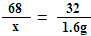 68/x = 32/1.6g